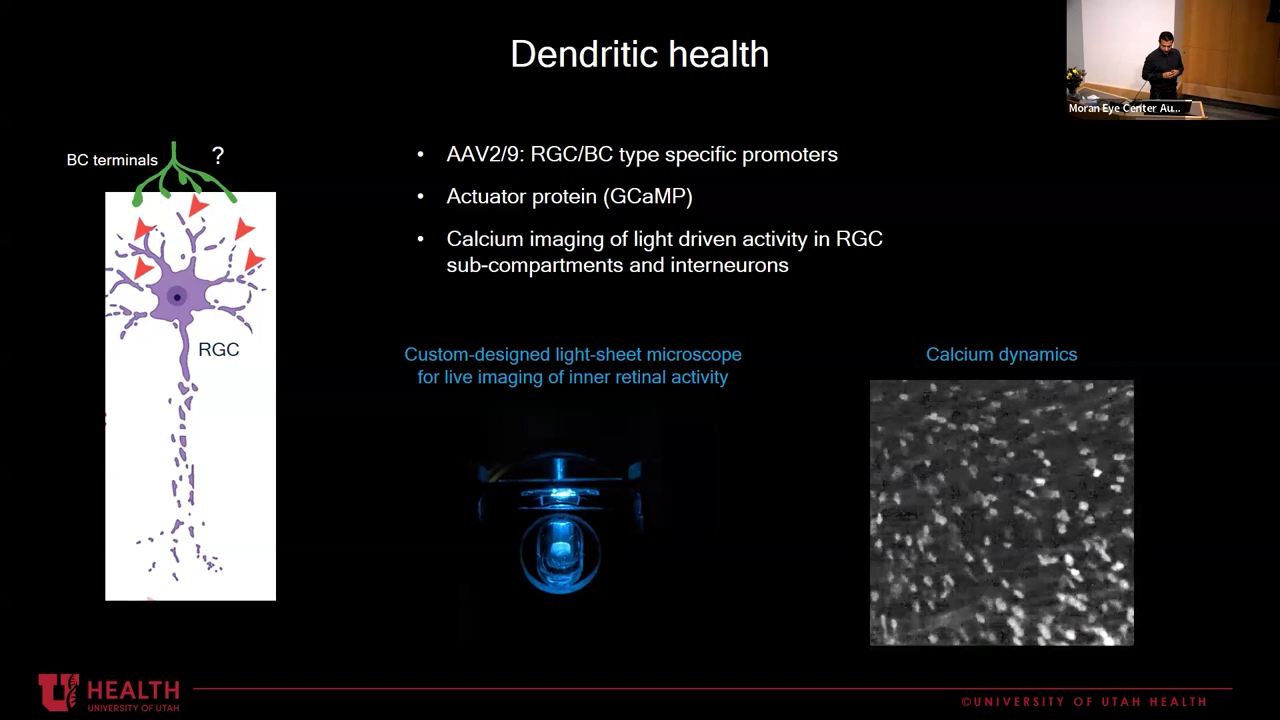 Dendritic health
Moran Eye Center Au...
BC terminals
?
• AAV2/9: RGC/BC type specific promoters
• Actuator protein (GCaMP)
• Calcium imaging of light driven activity in RGC
sub-compartments and interneurons
RGC
Custom-designed light-sheet microscope
for live imaging of inner retinal activity
Calcium dynamics
U HEALTH
UNIVERSITY OF UTAH
©UNIVERSITY OF UTAH HEALTH